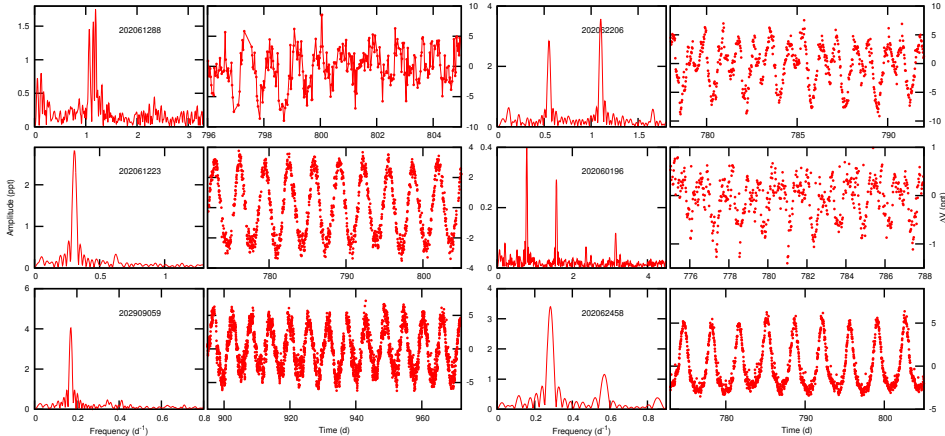 202061288
0 0.5 1 1.5
0 1 2 3
-10 -5 0 5 10
796 798 800 802 804
202062206
0 2 4
0 0.5 1 1.5
-10 -5 0 5 10
780 785 790
Amplitude (ppt)
202061223
0 1 2
0 0.5 1
-4 -2 0 2 4
780 790 800
202060196
0 0.2 0.4
0 2 4
-1 0 1
776 778 780 782 784 786 788
ΔV (ppt)
202909059
0 2 4 6
0 0.2 0.4 0.6 0.8
Frequency (d⁻¹)
-5 0 5
900 920 940 960
Time (d)
202062458
0 1 2 3 4
0 0.2 0.4 0.6 0.8
Frequency (d⁻¹)
-5 0 5
780 790 800
Time (d)